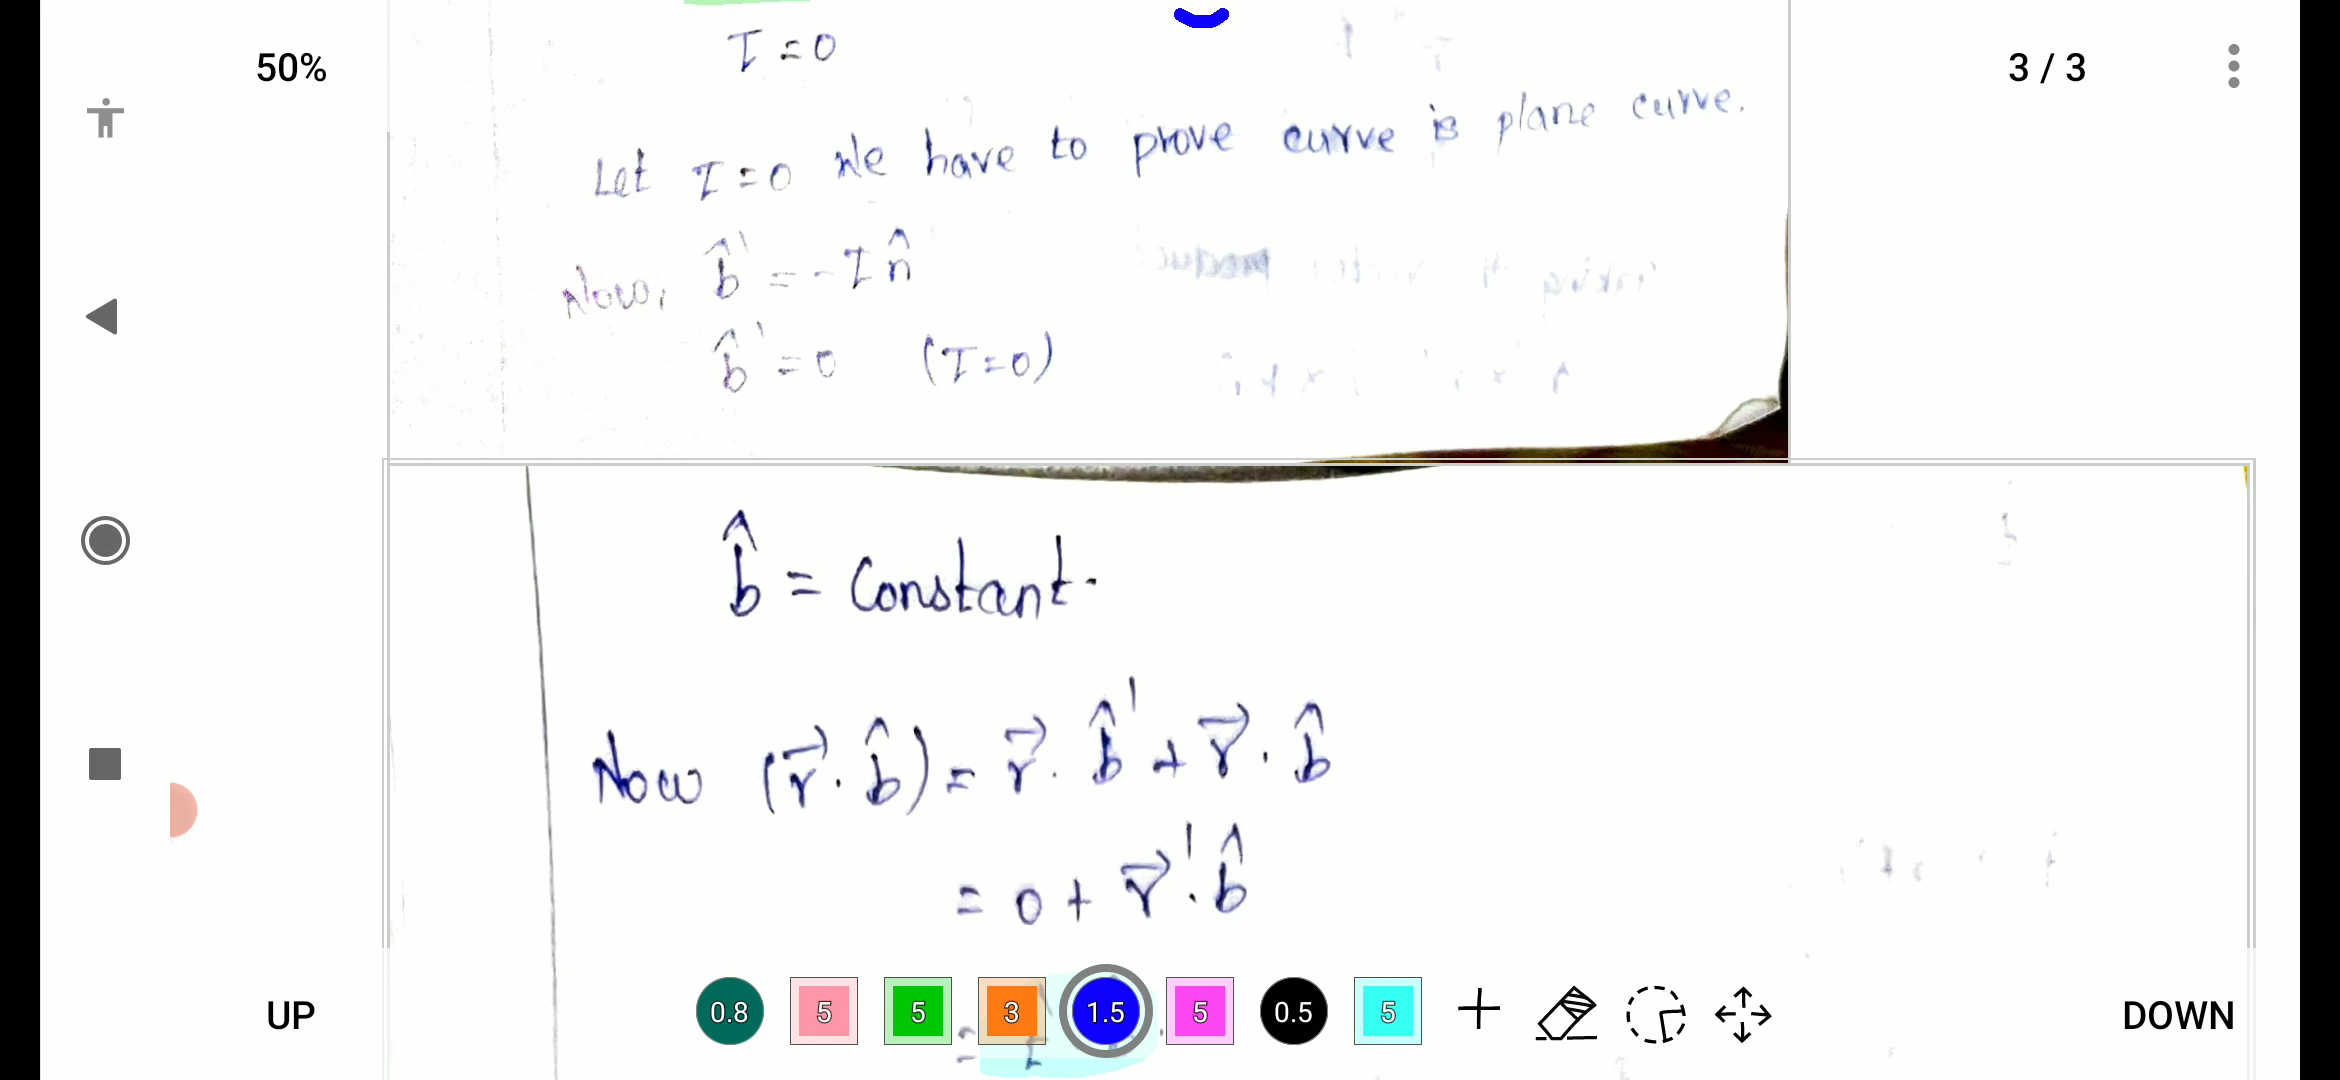 50%
3 / 3
τ = 0
Let τ = 0 We have to prove curve is plane curve.
Now, b̂' = -τ n̂
b̂' = 0 (τ = 0)
b̂ = Constant.
Now (r⃗ . b̂) = r⃗ . b̂' + r⃗ . b̂
= 0 + r⃗' . b̂
=
UP
0.8 5 5 3 1.5 5 0.5 5
DOWN